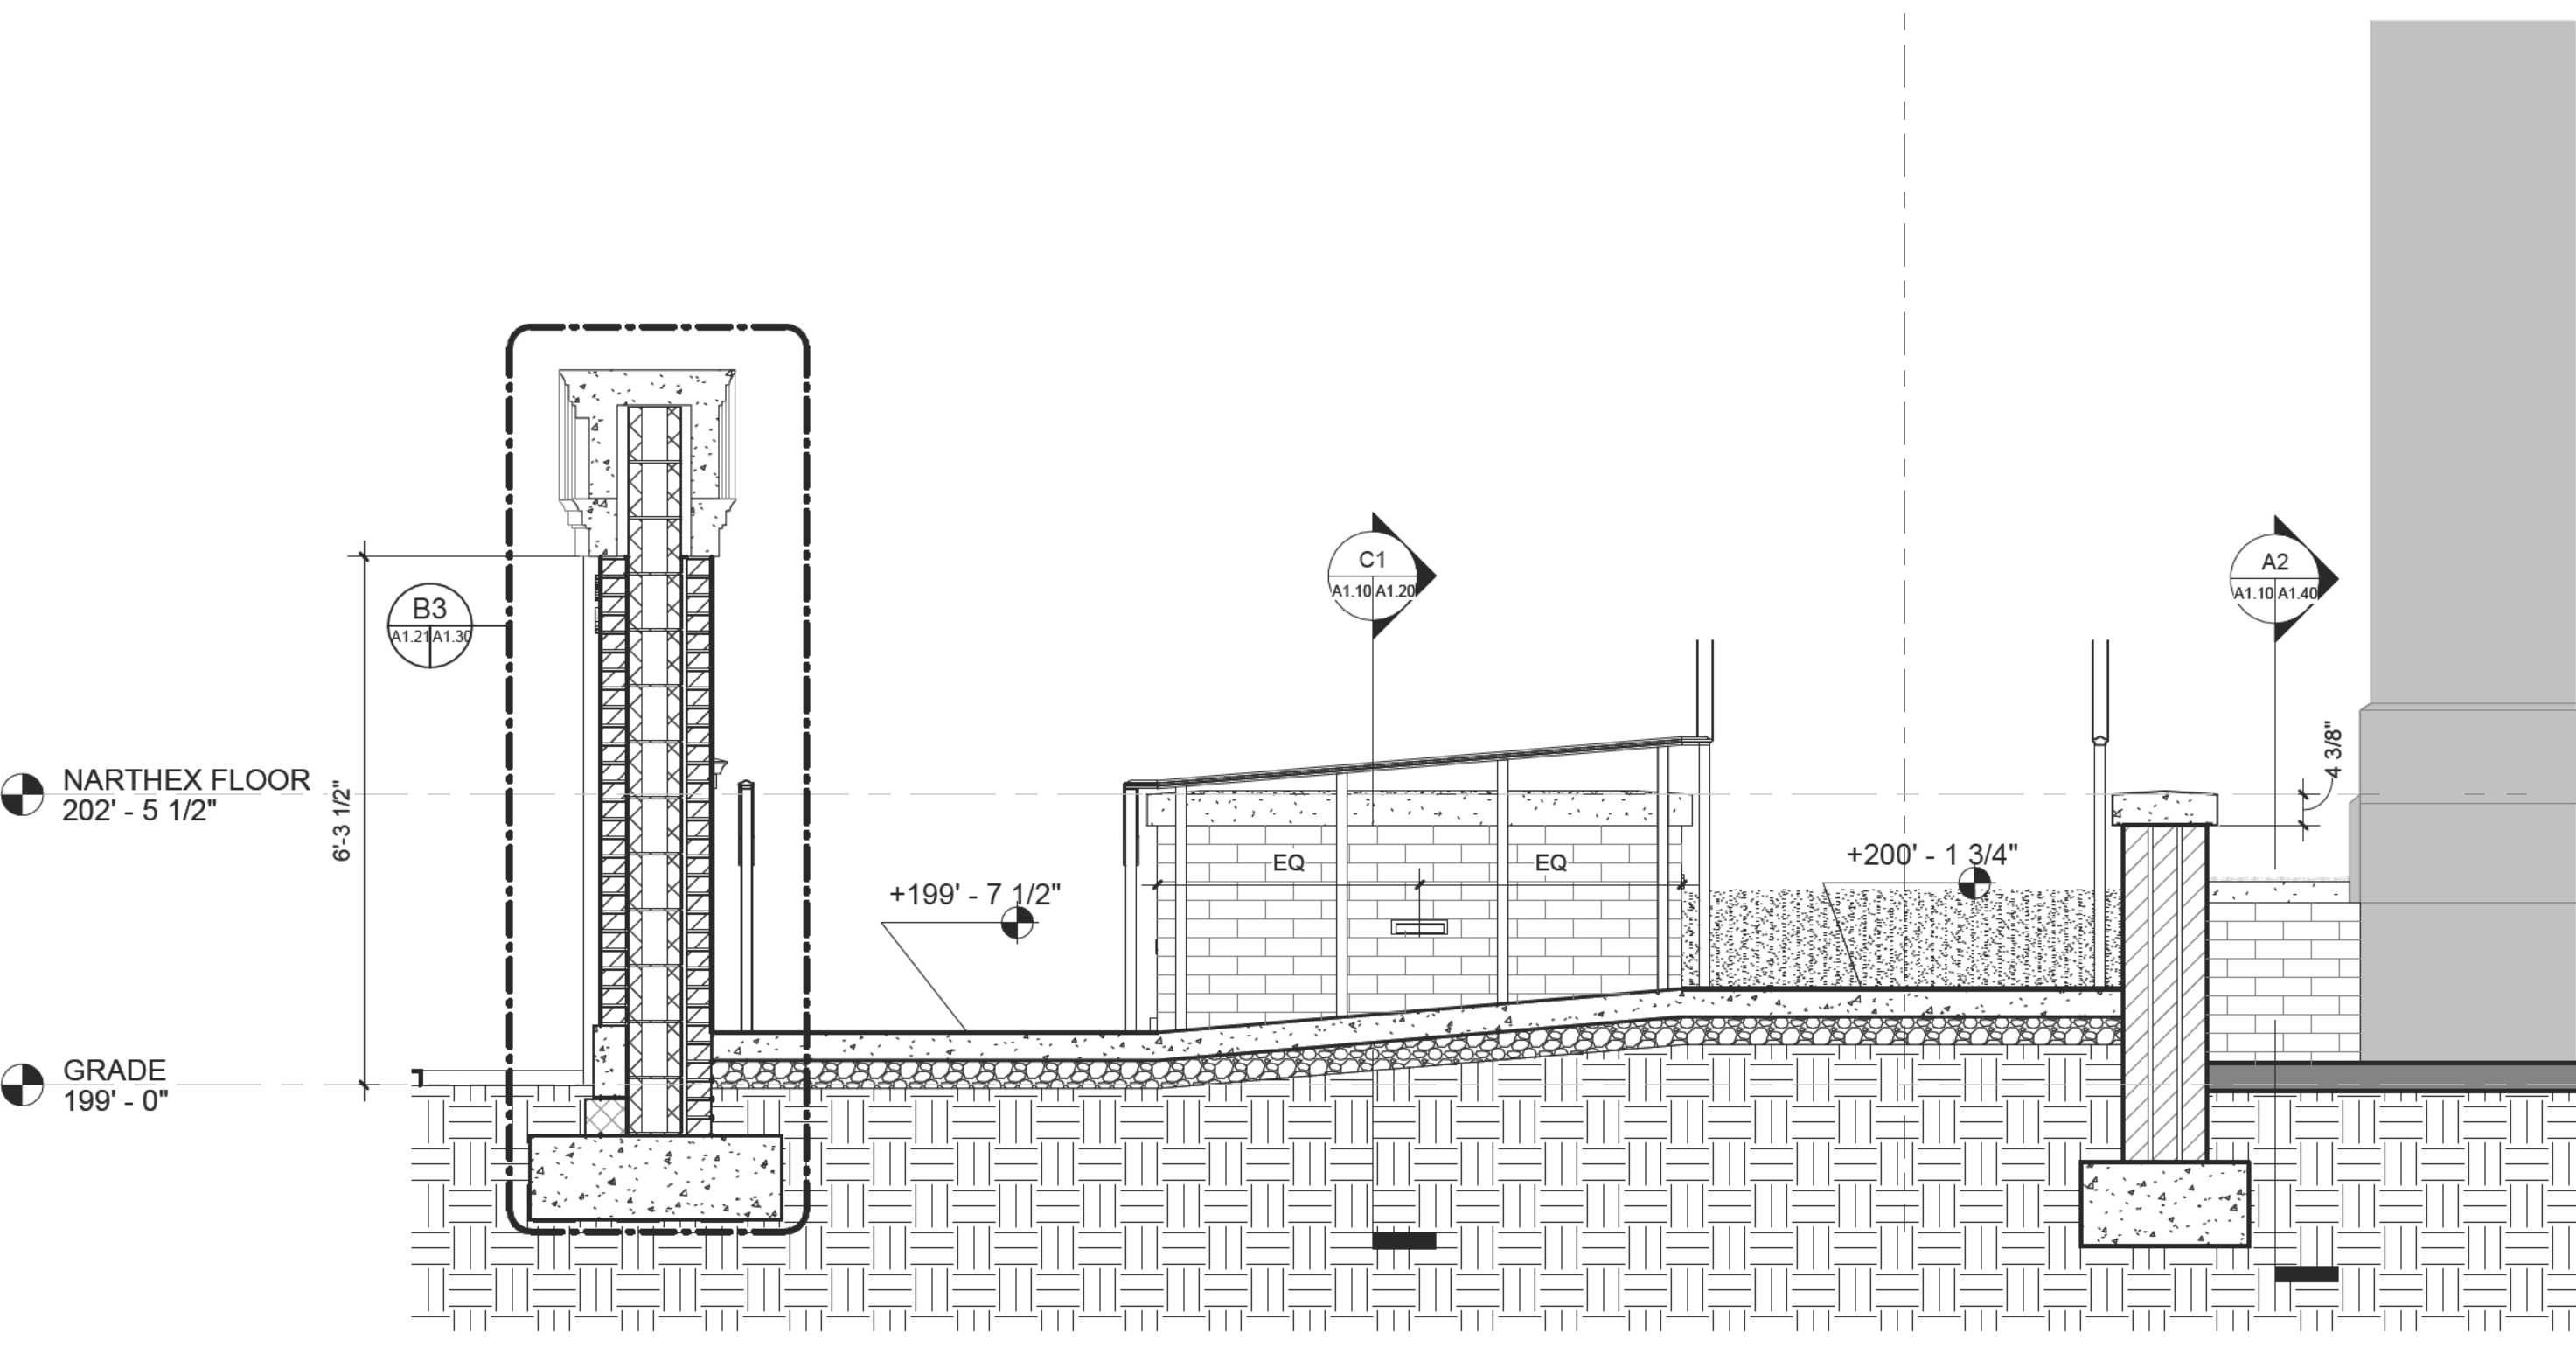 C1
A1.10 A1.20
A2
A1.10 A1.40
B3
A1.21 A1.30
4 3/8"
NARTHEX FLOOR
202' - 5 1/2"
6'-3 1/2"
EQ
EQ
+200' - 1 3/4"
+199' - 7 1/2"
GRADE
199' - 0"